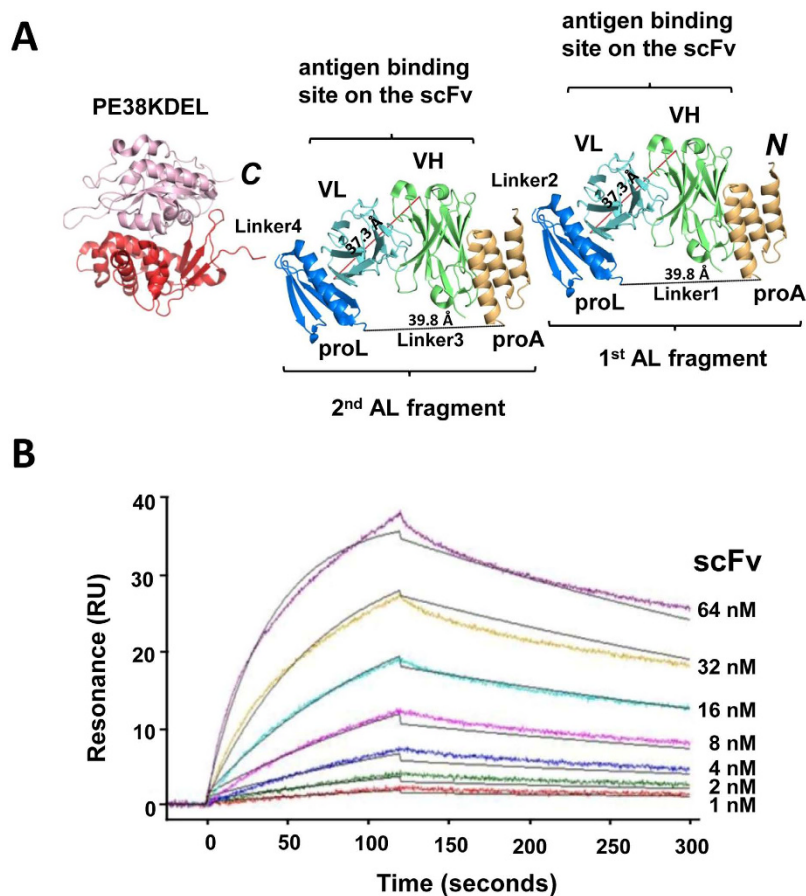 A
antigen binding
site on the scFv
antigen binding
site on the scFv
PE38KDEL
VH
VH
N
C
VL
VL
Linker2
37.3 Å
37.3 Å
Linker4
39.8 Å
Linker1
39.8 Å
Linker3
proL
proA
proL
proA
1st AL fragment
2nd AL fragment
B
40
30
20
10
0
Resonance (RU)
scFv
64 nM
32 nM
16 nM
8 nM
4 nM
2 nM
1 nM
0 50 100 150 200 250 300
Time (seconds)